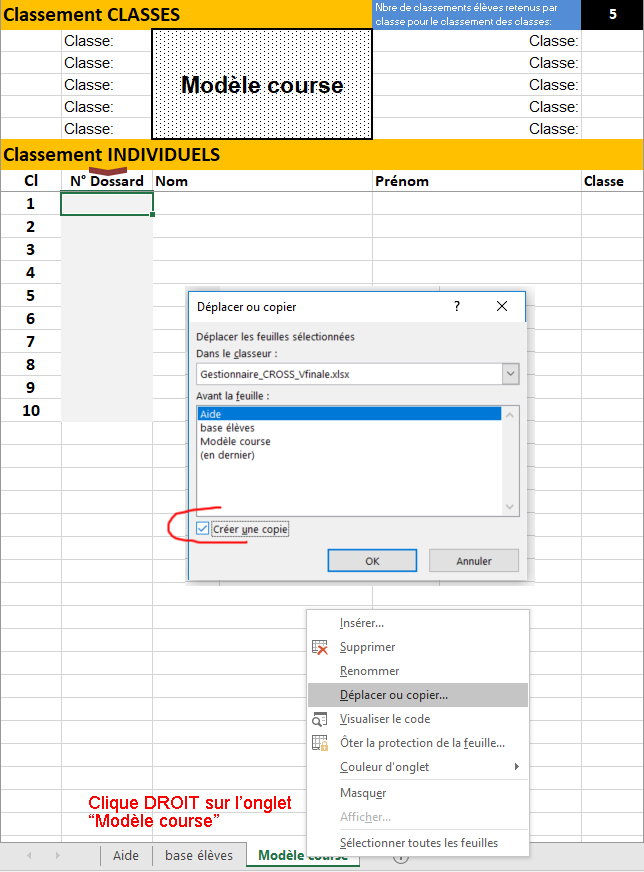 Classement CLASSES
Nbre de classements élèves retenus par
classe pour le classement des classes:
5
Classe: Classe:
Classe: Classe:
Classe: Classe:
Classe: Classe:
Classe: Classe:
Modèle course
Classement INDIVIDUELS
Cl N° Dossard Nom Prénom Classe
1
2
3
4
5
6
7
8
9
10
Déplacer ou copier ?
Déplacer les feuilles sélectionnées
Dans le classeur :
Gestionnaire_CROSS_Vfinale.xlsx
Avant la feuille :
Aide
base élèves
Modèle course
(en dernier)
Créer une copie
OK Annuler
Insérer...
Supprimer
Renommer
Déplacer ou copier...
Visualiser le code
Ôter la protection de la feuille...
Couleur d'onglet
Masquer
Afficher...
Sélectionner toutes les feuilles
Clique DROIT sur l'onglet
“Modèle course”
Aide base élèves Modèle course